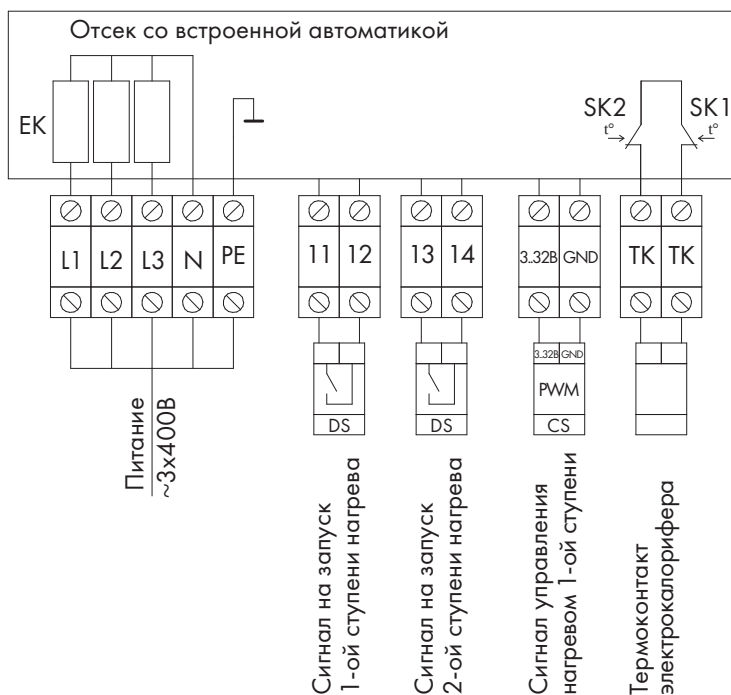 Отсек со встроенной автоматикой
EK
SK2
SK1
t°
t°
L1
L2
L3
N
PE
11
12
13
14
3..32В
GND
TK
TK
3.32В
GND
PWM
DS
DS
CS
Питание
~3х400В
Сигнал на запуск
1-ой ступени нагрева
Сигнал на запуск
2-ой ступени нагрева
Сигнал управления
нагревом 1-ой ступени
Термоконтакт
электрокалорифера